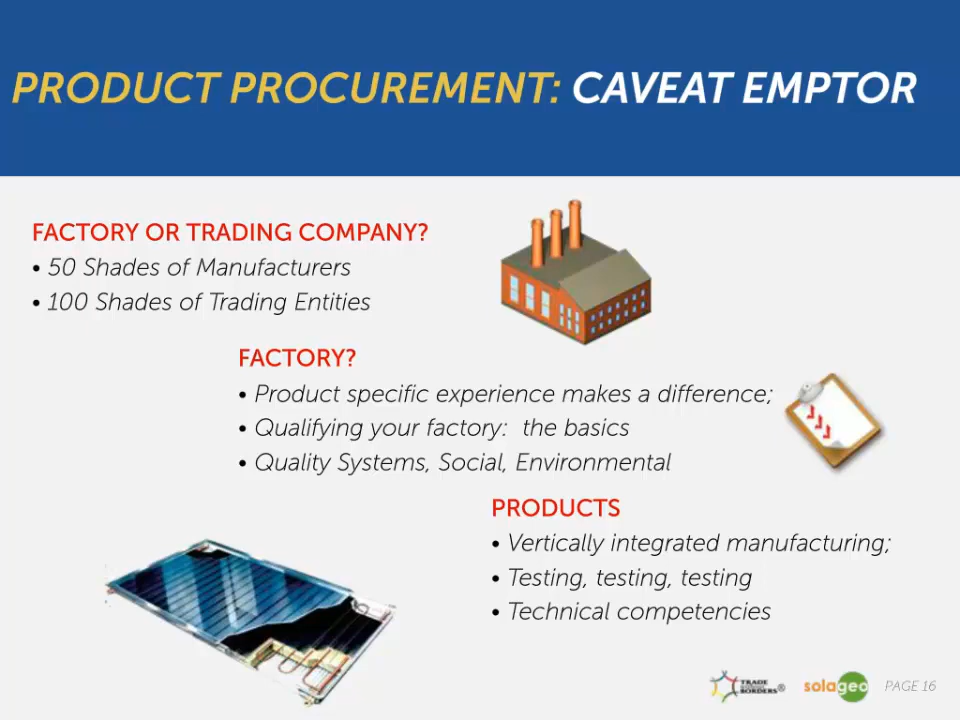 PRODUCT PROCUREMENT: CAVEAT EMPTOR
FACTORY OR TRADING COMPANY?
• 50 Shades of Manufacturers
• 100 Shades of Trading Entities
FACTORY?
• Product specific experience makes a difference;
• Qualifying your factory: the basics
• Quality Systems, Social, Environmental
PRODUCTS
• Vertically integrated manufacturing;
• Testing, testing, testing
• Technical competencies
TRADE
BORDERS®
solageo
PAGE 16